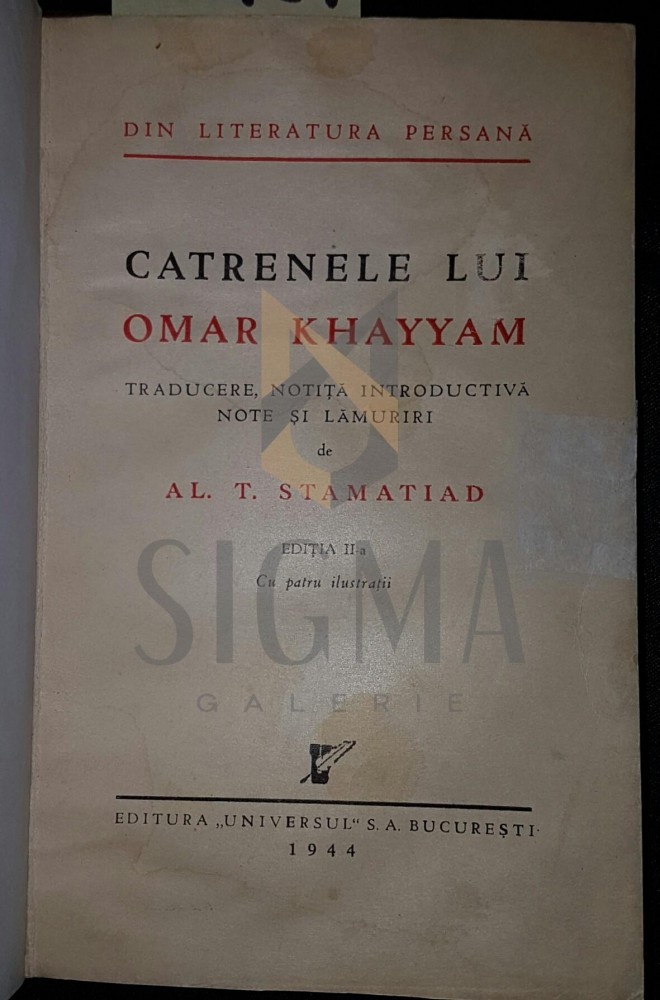 DIN LITERATURA PERSANĂ
CATRENELE LUI
OMAR KHAYYAM
TRADUCERE, NOTIȚĂ INTRODUCTIVĂ
NOTE ȘI LĂMURIRI
de
AL. T. STAMATIAD
EDIȚIA II-a
Cu patru ilustrații
SIGMA
GALERIE
EDITURA „UNIVERSUL“ S. A. BUCUREȘTI
1944